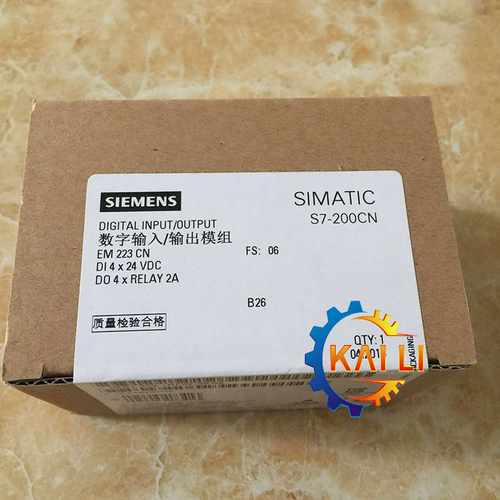 SIEMENS
SIMATIC
S7-200CN
DIGITAL INPUT/OUTPUT
数字输入/输出模组
EM 223 CN
DI 4 x 24 VDC
DO 4 x RELAY 2A
FS: 06
B26
质量检验合格
QTY: 1
KAI LI
PACKAGING